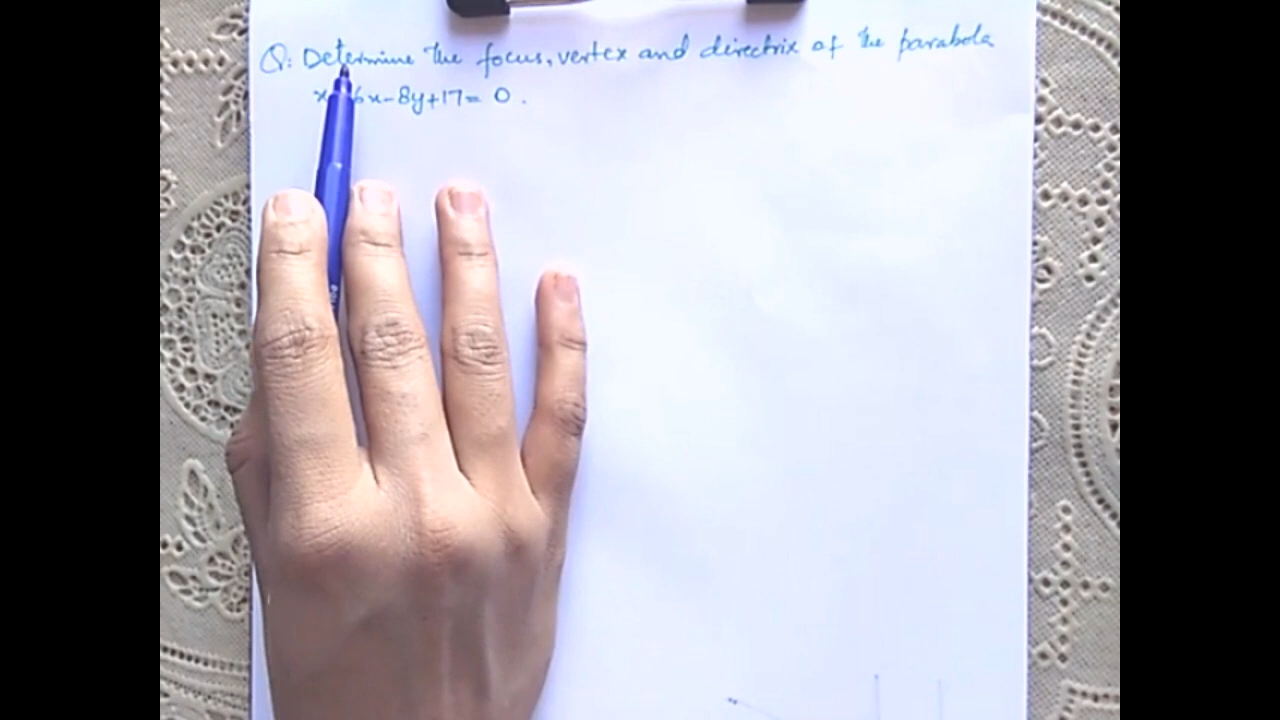 Q: Determine the focus, vertex and directrix of the parabola
x 6x-8y+17= 0.